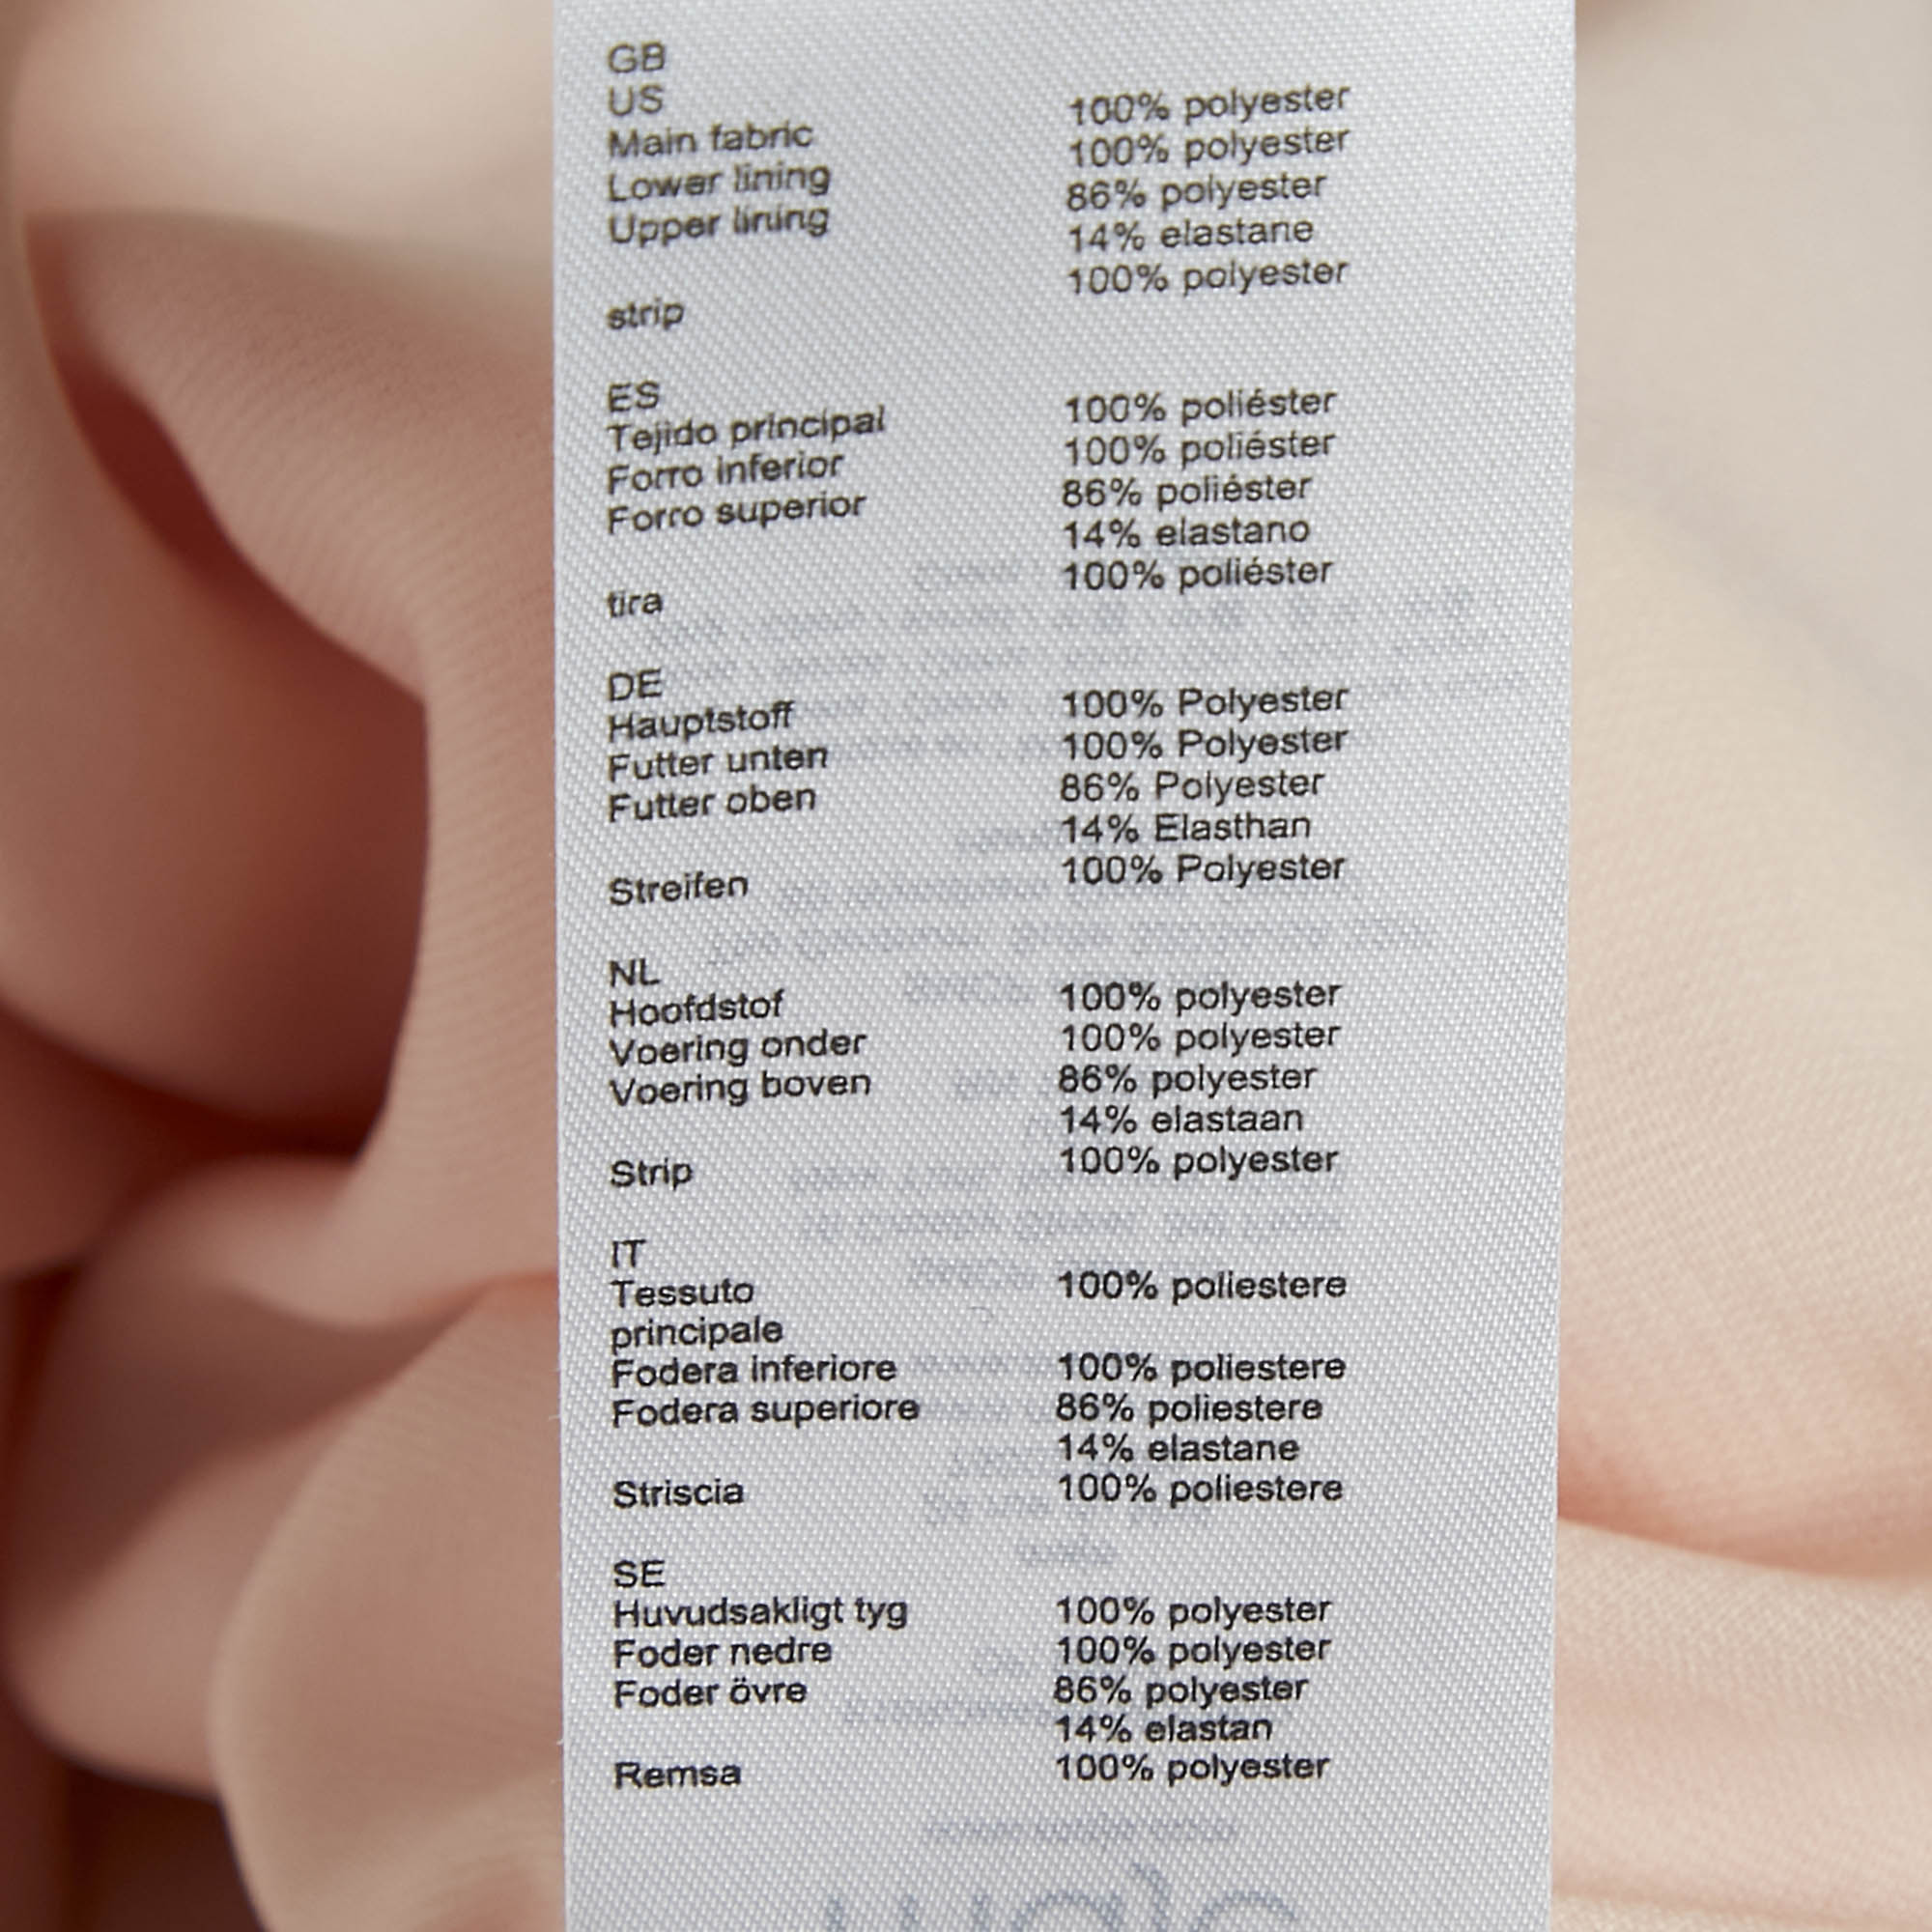 GB
US
Main fabric 100% polyester
Lower lining 100% polyester
Upper lining 86% polyester
14% elastane
strip 100% polyester
ES
Tejido principal 100% poliéster
Forro inferior 100% poliéster
Forro superior 86% poliéster
14% elastano
tira 100% poliéster
DE
Hauptstoff 100% Polyester
Futter unten 100% Polyester
Futter oben 86% Polyester
14% Elasthan
Streifen 100% Polyester
NL
Hoofdstof 100% polyester
Voering onder 100% polyester
Voering boven 86% polyester
14% elastaan
Strip 100% polyester
IT
Tessuto 100% poliestere
principale
Fodera inferiore 100% poliestere
Fodera superiore 86% poliestere
14% elastane
Striscia 100% poliestere
SE
Huvudsakligt tyg 100% polyester
Foder nedre 100% polyester
Foder övre 86% polyester
14% elastan
Remsa 100% polyester